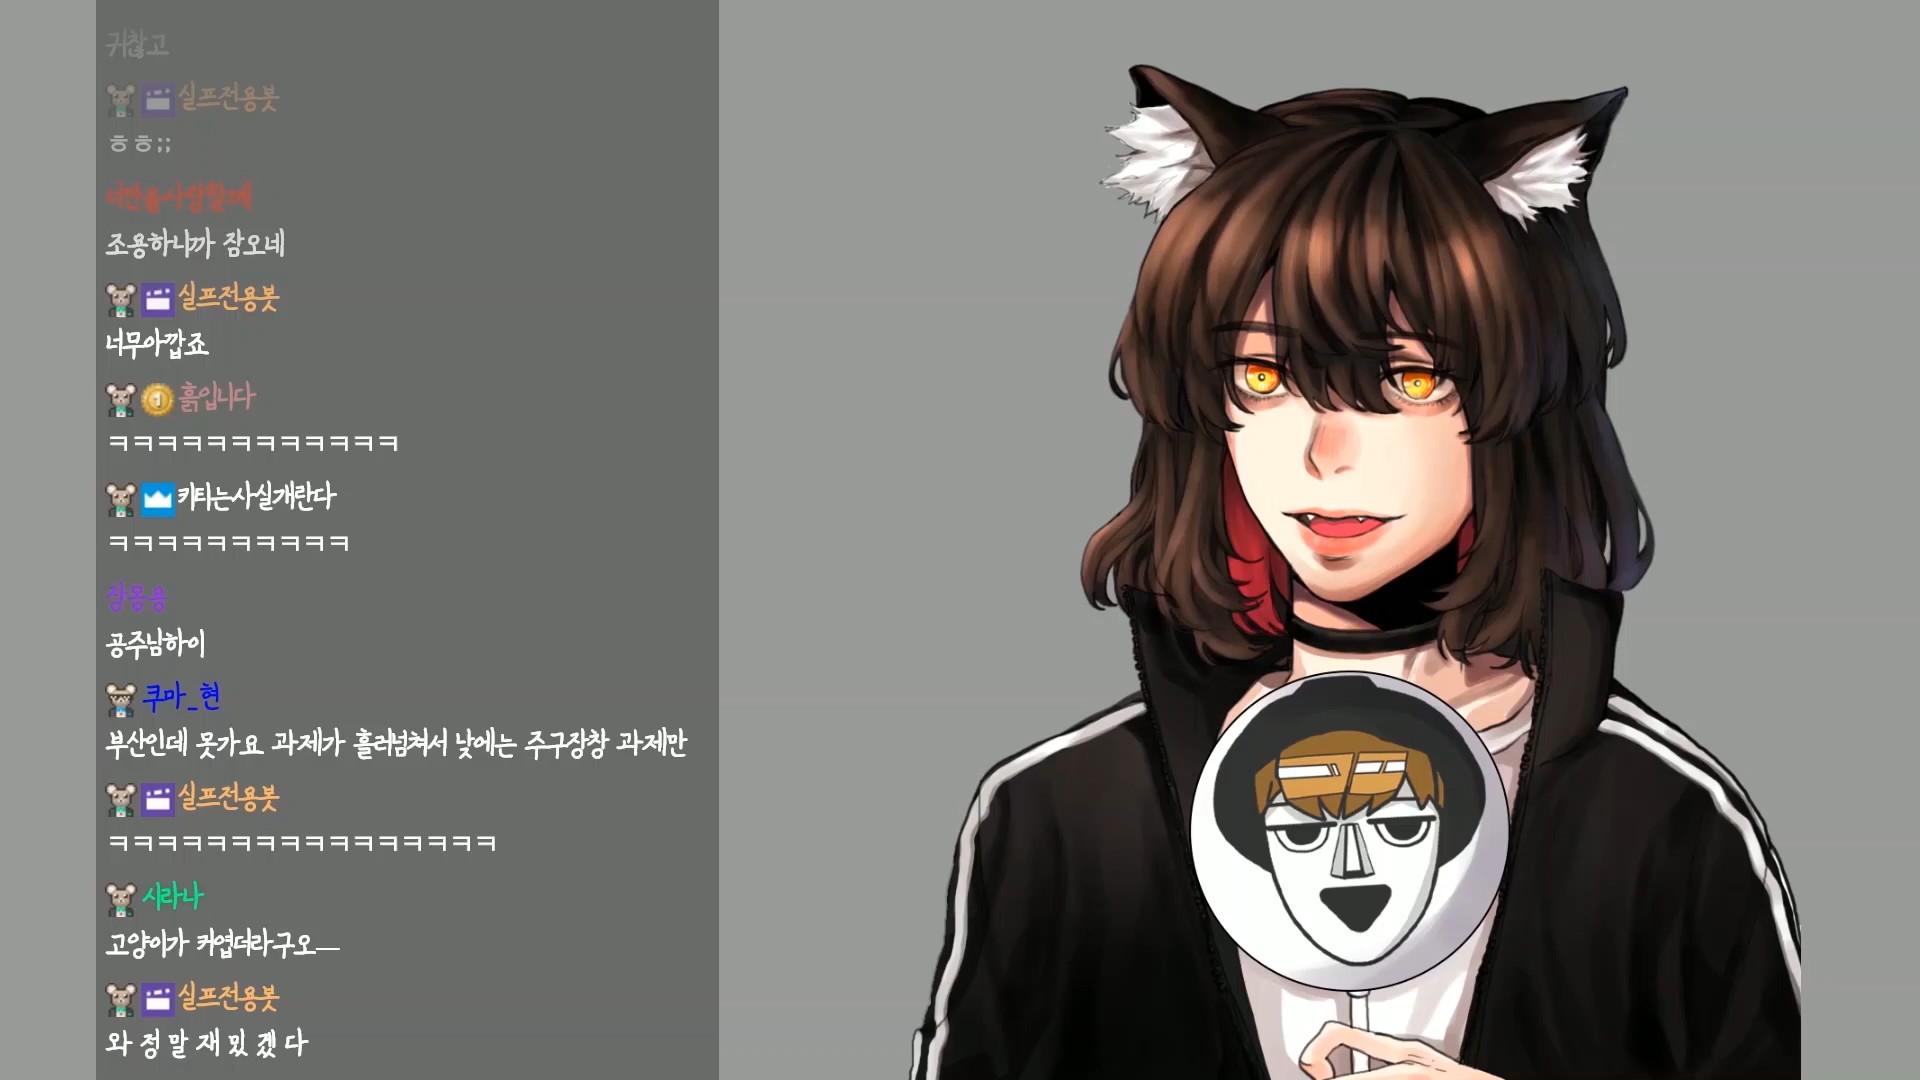 귀찮고
실프전용봇
ㅎㅎ;;
조용하니까 잠오네
실프전용봇
너무아깝죠
1 흙입니다
ㅋㅋㅋㅋㅋㅋㅋㅋㅋㅋㅋㅋ
키티는사실개란다
ㅋㅋㅋㅋㅋㅋㅋㅋㅋㅋ
잠몽용
공주님하이
쿠마_현
부산인데 못가요 과제가 흘러넘쳐서 낮에는 주구장창 과제만
실프전용봇
ㅋㅋㅋㅋㅋㅋㅋㅋㅋㅋㅋㅋㅋㅋㅋㅋ
시라나
고양이가 커엽더라구오ㅡ
실프전용봇
와 정 말 재 밌 겠 다